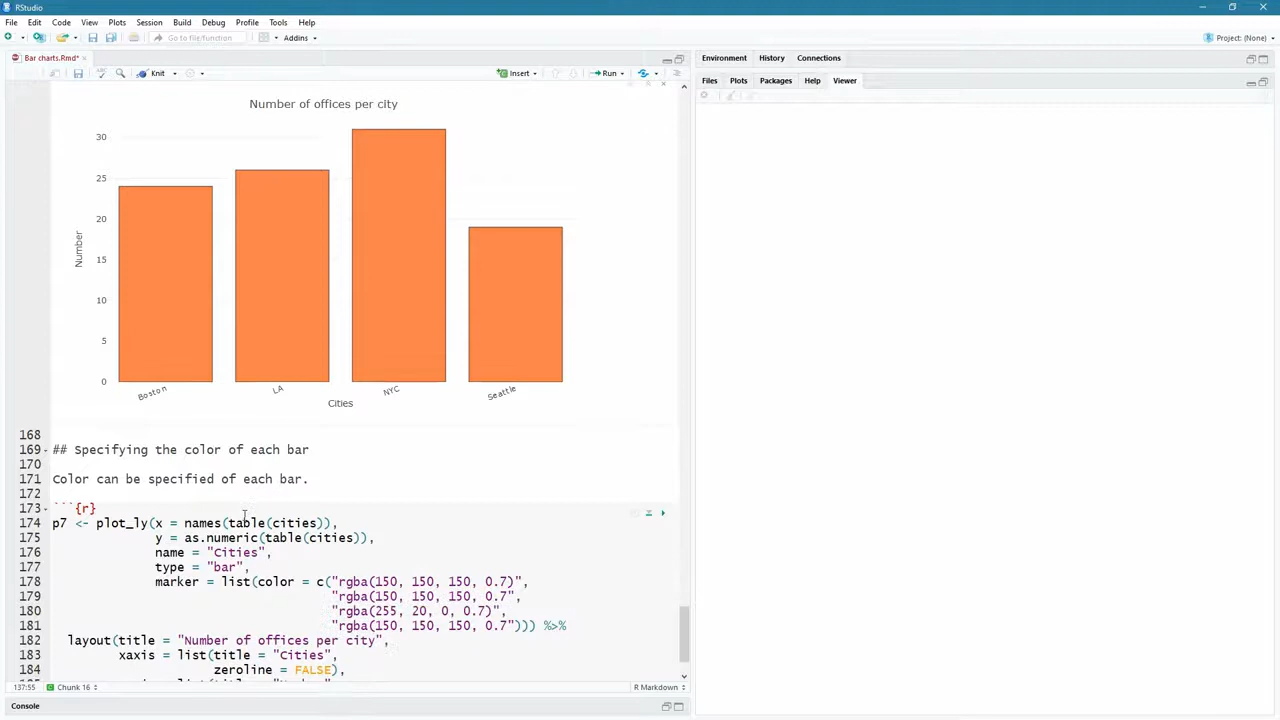 RStudio
File Edit Code View Plots Session Build Debug Profile Tools Help
Go to file/function Addins Project: (None)
Bar charts.Rmd* Environment History Connections
Knit Insert Run Files Plots Packages Help Viewer
Number of offices per city
30
25
20
15
10
5
0
Number
Boston LA NYC Seattle
Cities
168
169 ## Specifying the color of each bar
170
171 Color can be specified of each bar.
172
173 ```{r}
174 p7 <- plot_ly(x = names(table(cities)),
175 y = as.numeric(table(cities)),
176 name = "Cities",
177 type = "bar",
178 marker = list(color = c("rgba(150, 150, 150, 0.7)",
179 "rgba(150, 150, 150, 0.7",
180 "rgba(255, 20, 0, 0.7)",
181 "rgba(150, 150, 150, 0.7"))) %>%
182 layout(title = "Number of offices per city",
183 xaxis = list(title = "Cities",
184 zeroline = FALSE),
137:55 Chunk 16 R Markdown
Console